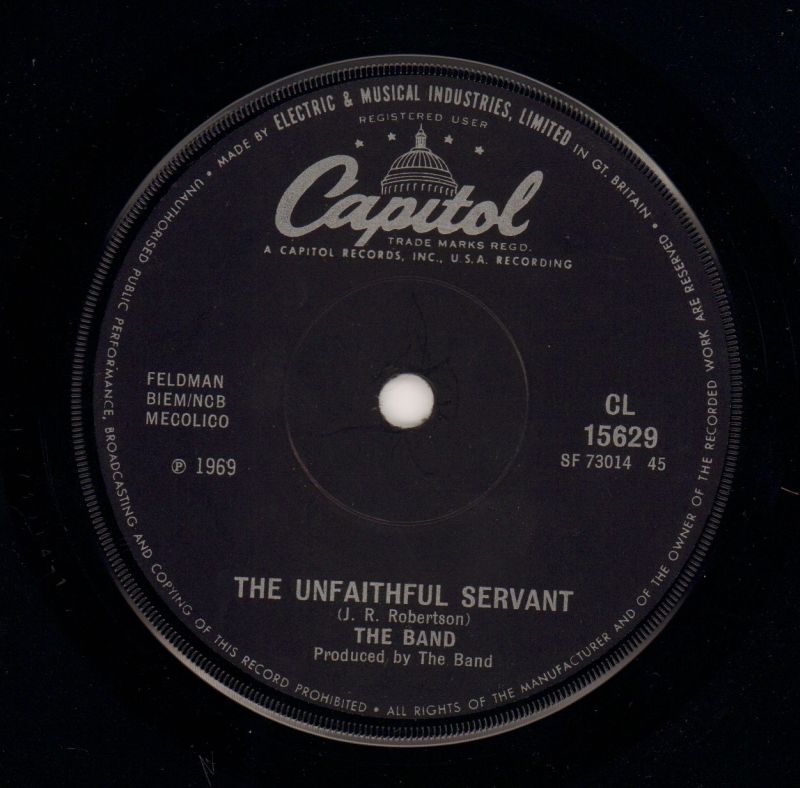 UNAUTHORISED PUBLIC PERFORMANCE, BROADCASTING AND COPYING OF THIS RECORD PROHIBITED • ALL RIGHTS OF THE MANUFACTURER AND OF THE OWNER OF THE RECORDED WORK ARE RESERVED •
MADE BY ELECTRIC & MUSICAL INDUSTRIES, LIMITED IN GT. BRITAIN •
REGISTERED USER
Capitol
TRADE MARKS REGD.
A CAPITOL RECORDS, INC., U.S.A. RECORDING
FELDMAN
BIEM/NCB
MECOLICO
℗ 1969
CL
15629
SF 73014 45
THE UNFAITHFUL SERVANT
(J. R. Robertson)
THE BAND
Produced by The Band